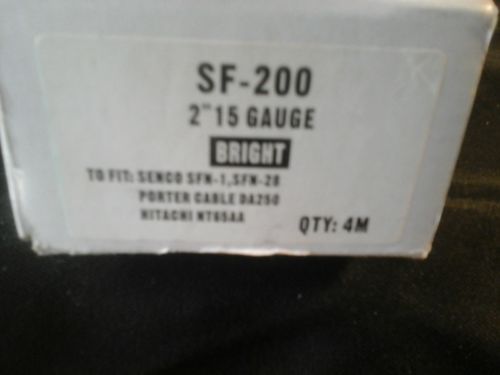 SF-200
2" 15 GAUGE
BRIGHT
TO FIT: SENCO SFN-1, SFN-28
PORTER CABLE DA250
HITACHI NT65AA
QTY: 4M